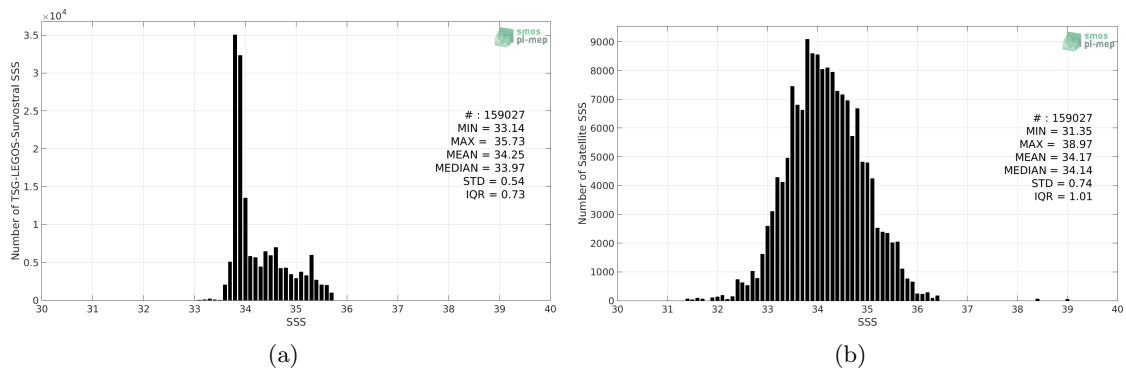 ×10⁴
smos
pi-mep
Number of TSG-LEGOS-Survostral SSS
3.5
3
2.5
2
1.5
1
0.5
0
# : 159027
MIN = 33.14
MAX = 35.73
MEAN = 34.25
MEDIAN = 33.97
STD = 0.54
IQR = 0.73
30 31 32 33 34 35 36 37 38 39 40
SSS
(a)
smos
pi-mep
Number of Satellite SSS
9000
8000
7000
6000
5000
4000
3000
2000
1000
0
# : 159027
MIN = 31.35
MAX = 38.97
MEAN = 34.17
MEDIAN = 34.14
STD = 0.74
IQR = 1.01
30 31 32 33 34 35 36 37 38 39 40
SSS
(b)